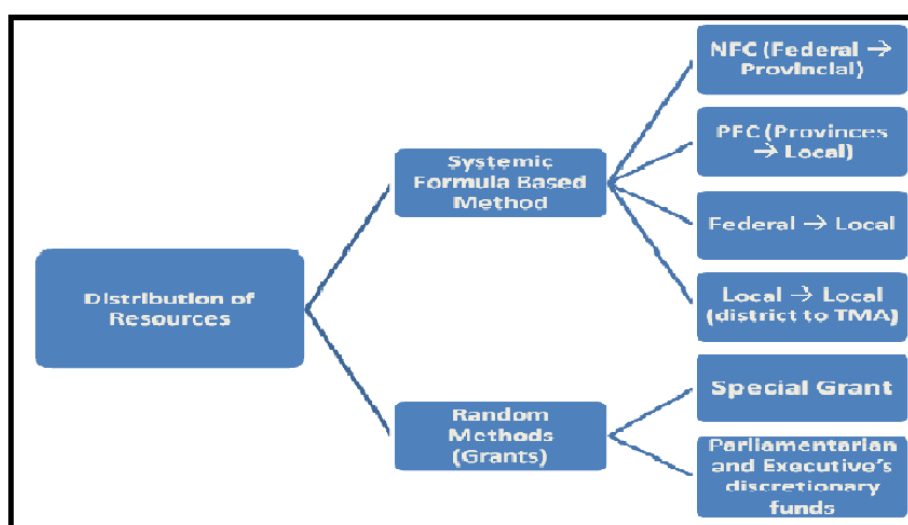 Distribution of
Resources
Systemic
Formula Based
Method
Random
Methods
(Grants)
NFC (Federal →
Provincial)
PFC (Provinces
→ Local)
Federal → Local
Local → Local
(district to TMA)
Special Grant
Parliamentarian
and Executive's
discretionary
funds